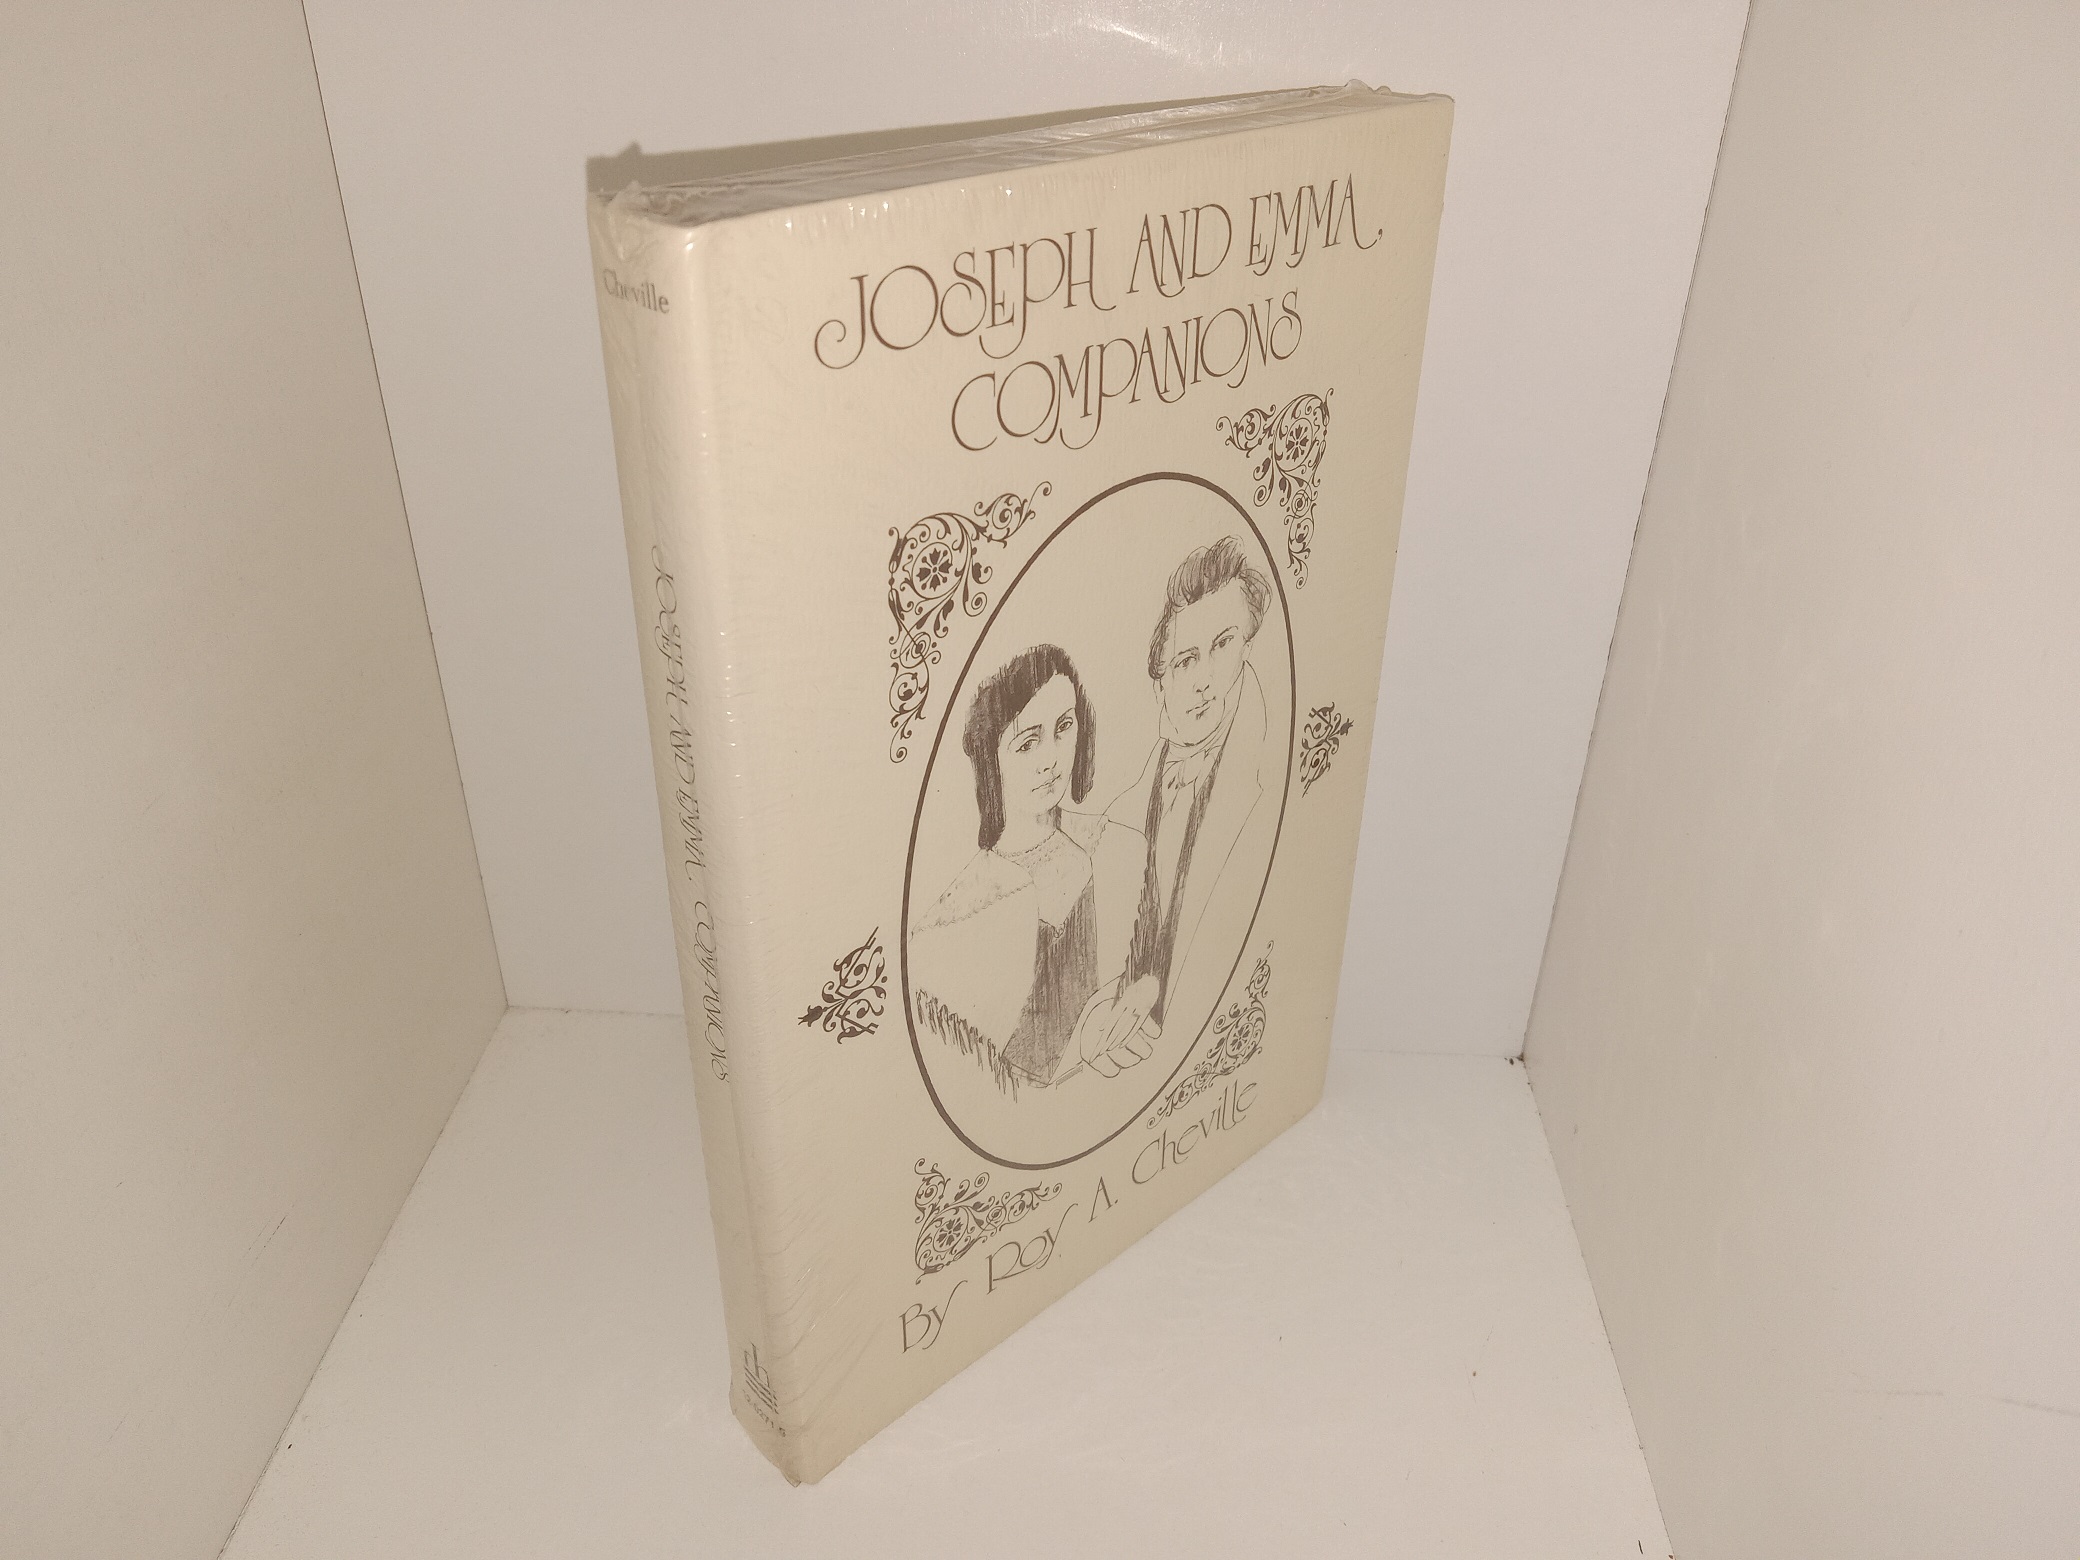 JOSEPH AND EMMA,
COMPANIONS
By Roy A. Cheville
Cheville
JOSEPH AND EMMA, COMPANIONS